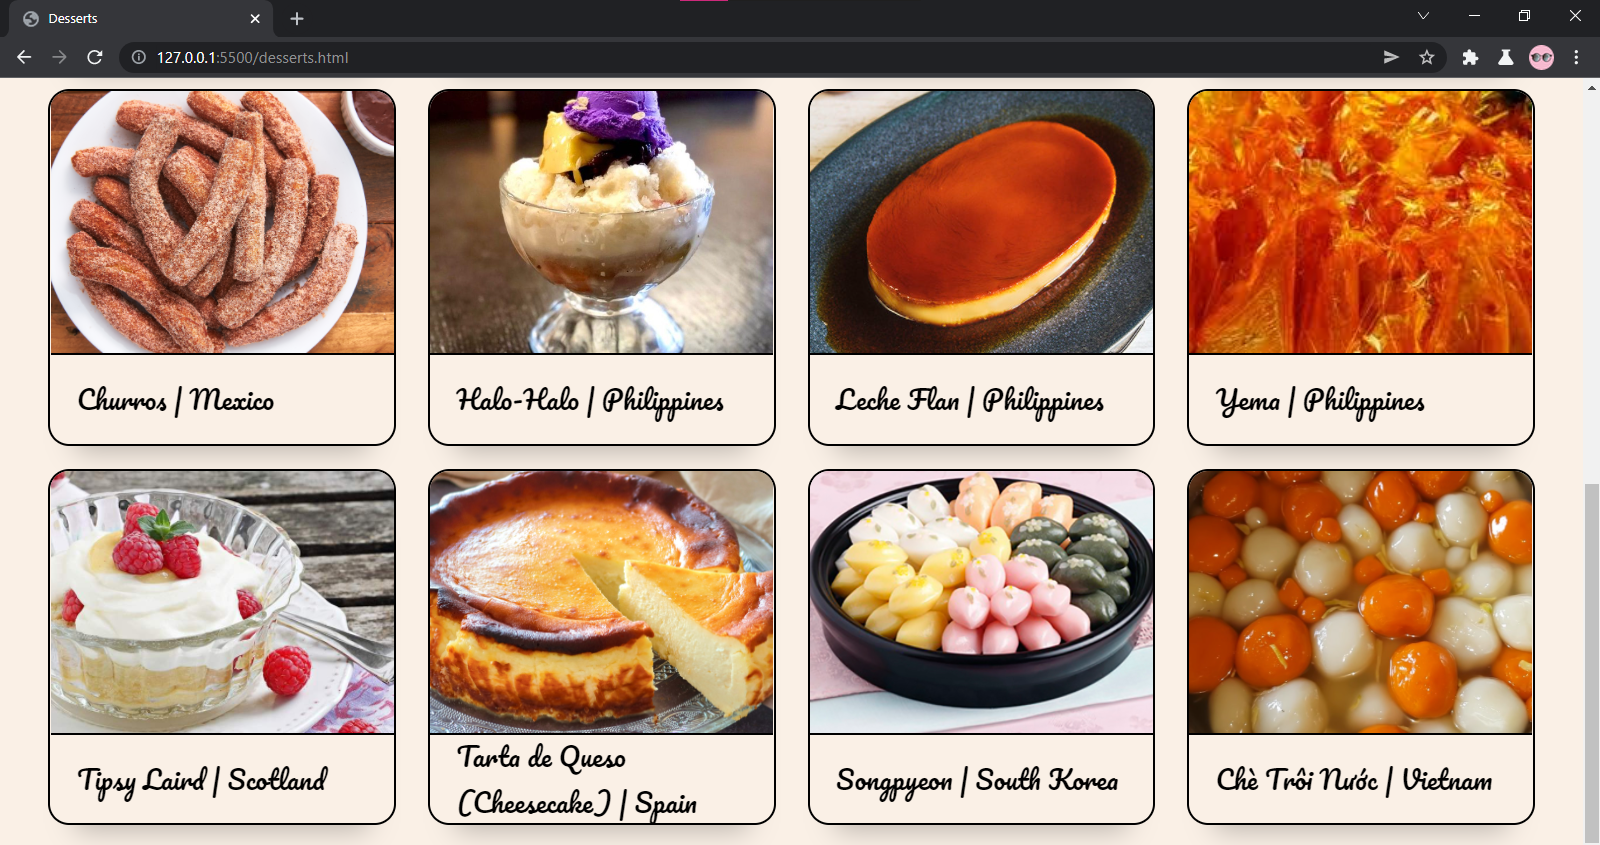 Desserts
127.0.0.1:5500/desserts.html
Churros | Mexico
Halo-Halo | Philippines
Leche Flan | Philippines
Yema | Philippines
Tipsy Laird | Scotland
Tarta de Queso
(Cheesecake) | Spain
Songpyeon | South Korea
Chè Trôi Nước | Vietnam